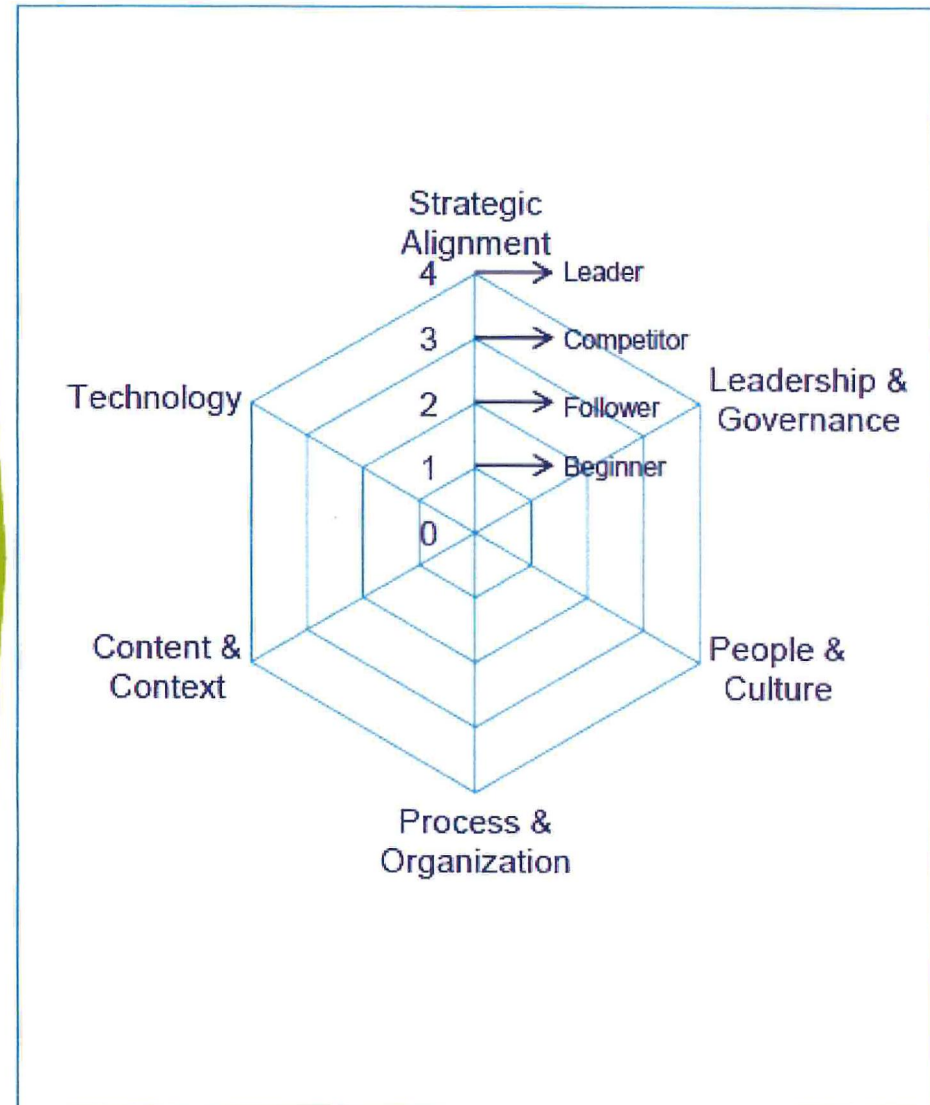 Strategic
Alignment
4 Leader
3 Competitor
Technology
Leadership &
Governance
2 Follower
1 Beginner
0
Content &
Context
People &
Culture
Process &
Organization